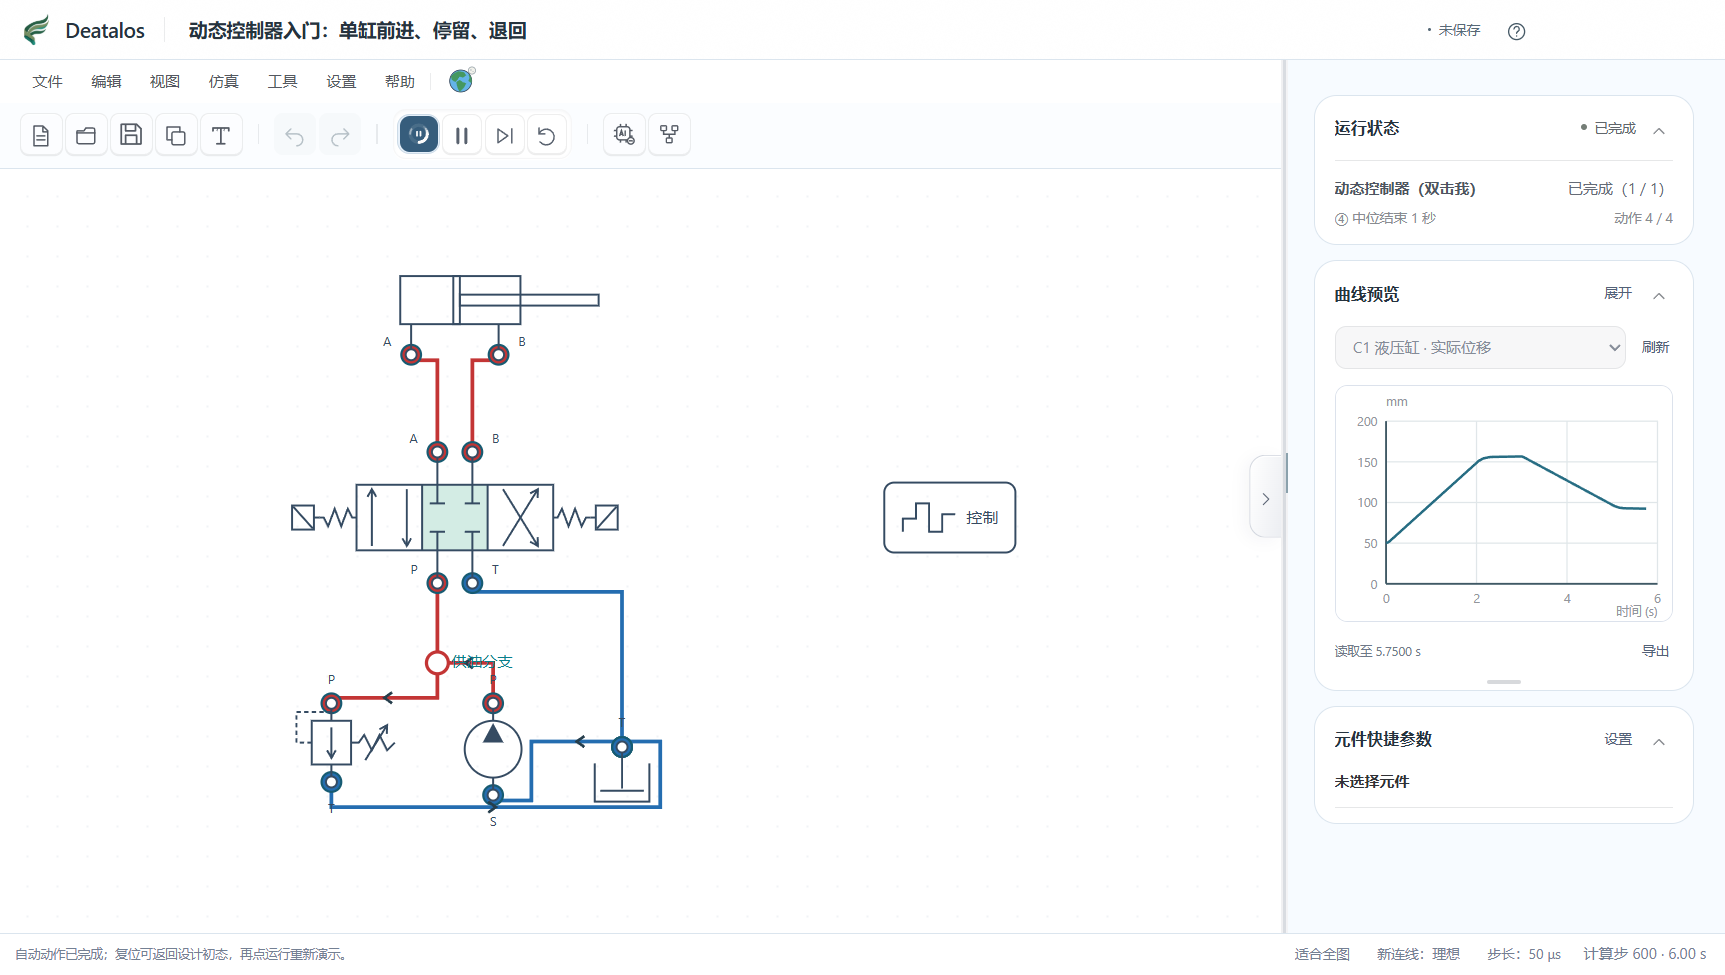 Deatalos
动态控制器入门：单缸前进、停留、退回
· 未保存
文件 编辑 视图 仿真 工具 设置 帮助
AI
A B
A B
P T
控制
供油分支
P
P
T
T
S
运行状态
已完成
动态控制器（双击我） 已完成（1 / 1）
④ 中位结束 1 秒 动作 4 / 4
曲线预览 展开
C1 液压缸 · 实际位移 刷新
mm
200
150
100
50
0
0 2 4 6
时间 (s)
读取至 5.7500 s 导出
元件快捷参数 设置
未选择元件
自动动作已完成；复位可返回设计初态，再点运行重新演示。
适合全图 新连线：理想 步长：50 μs 计算步 600 · 6.00 s